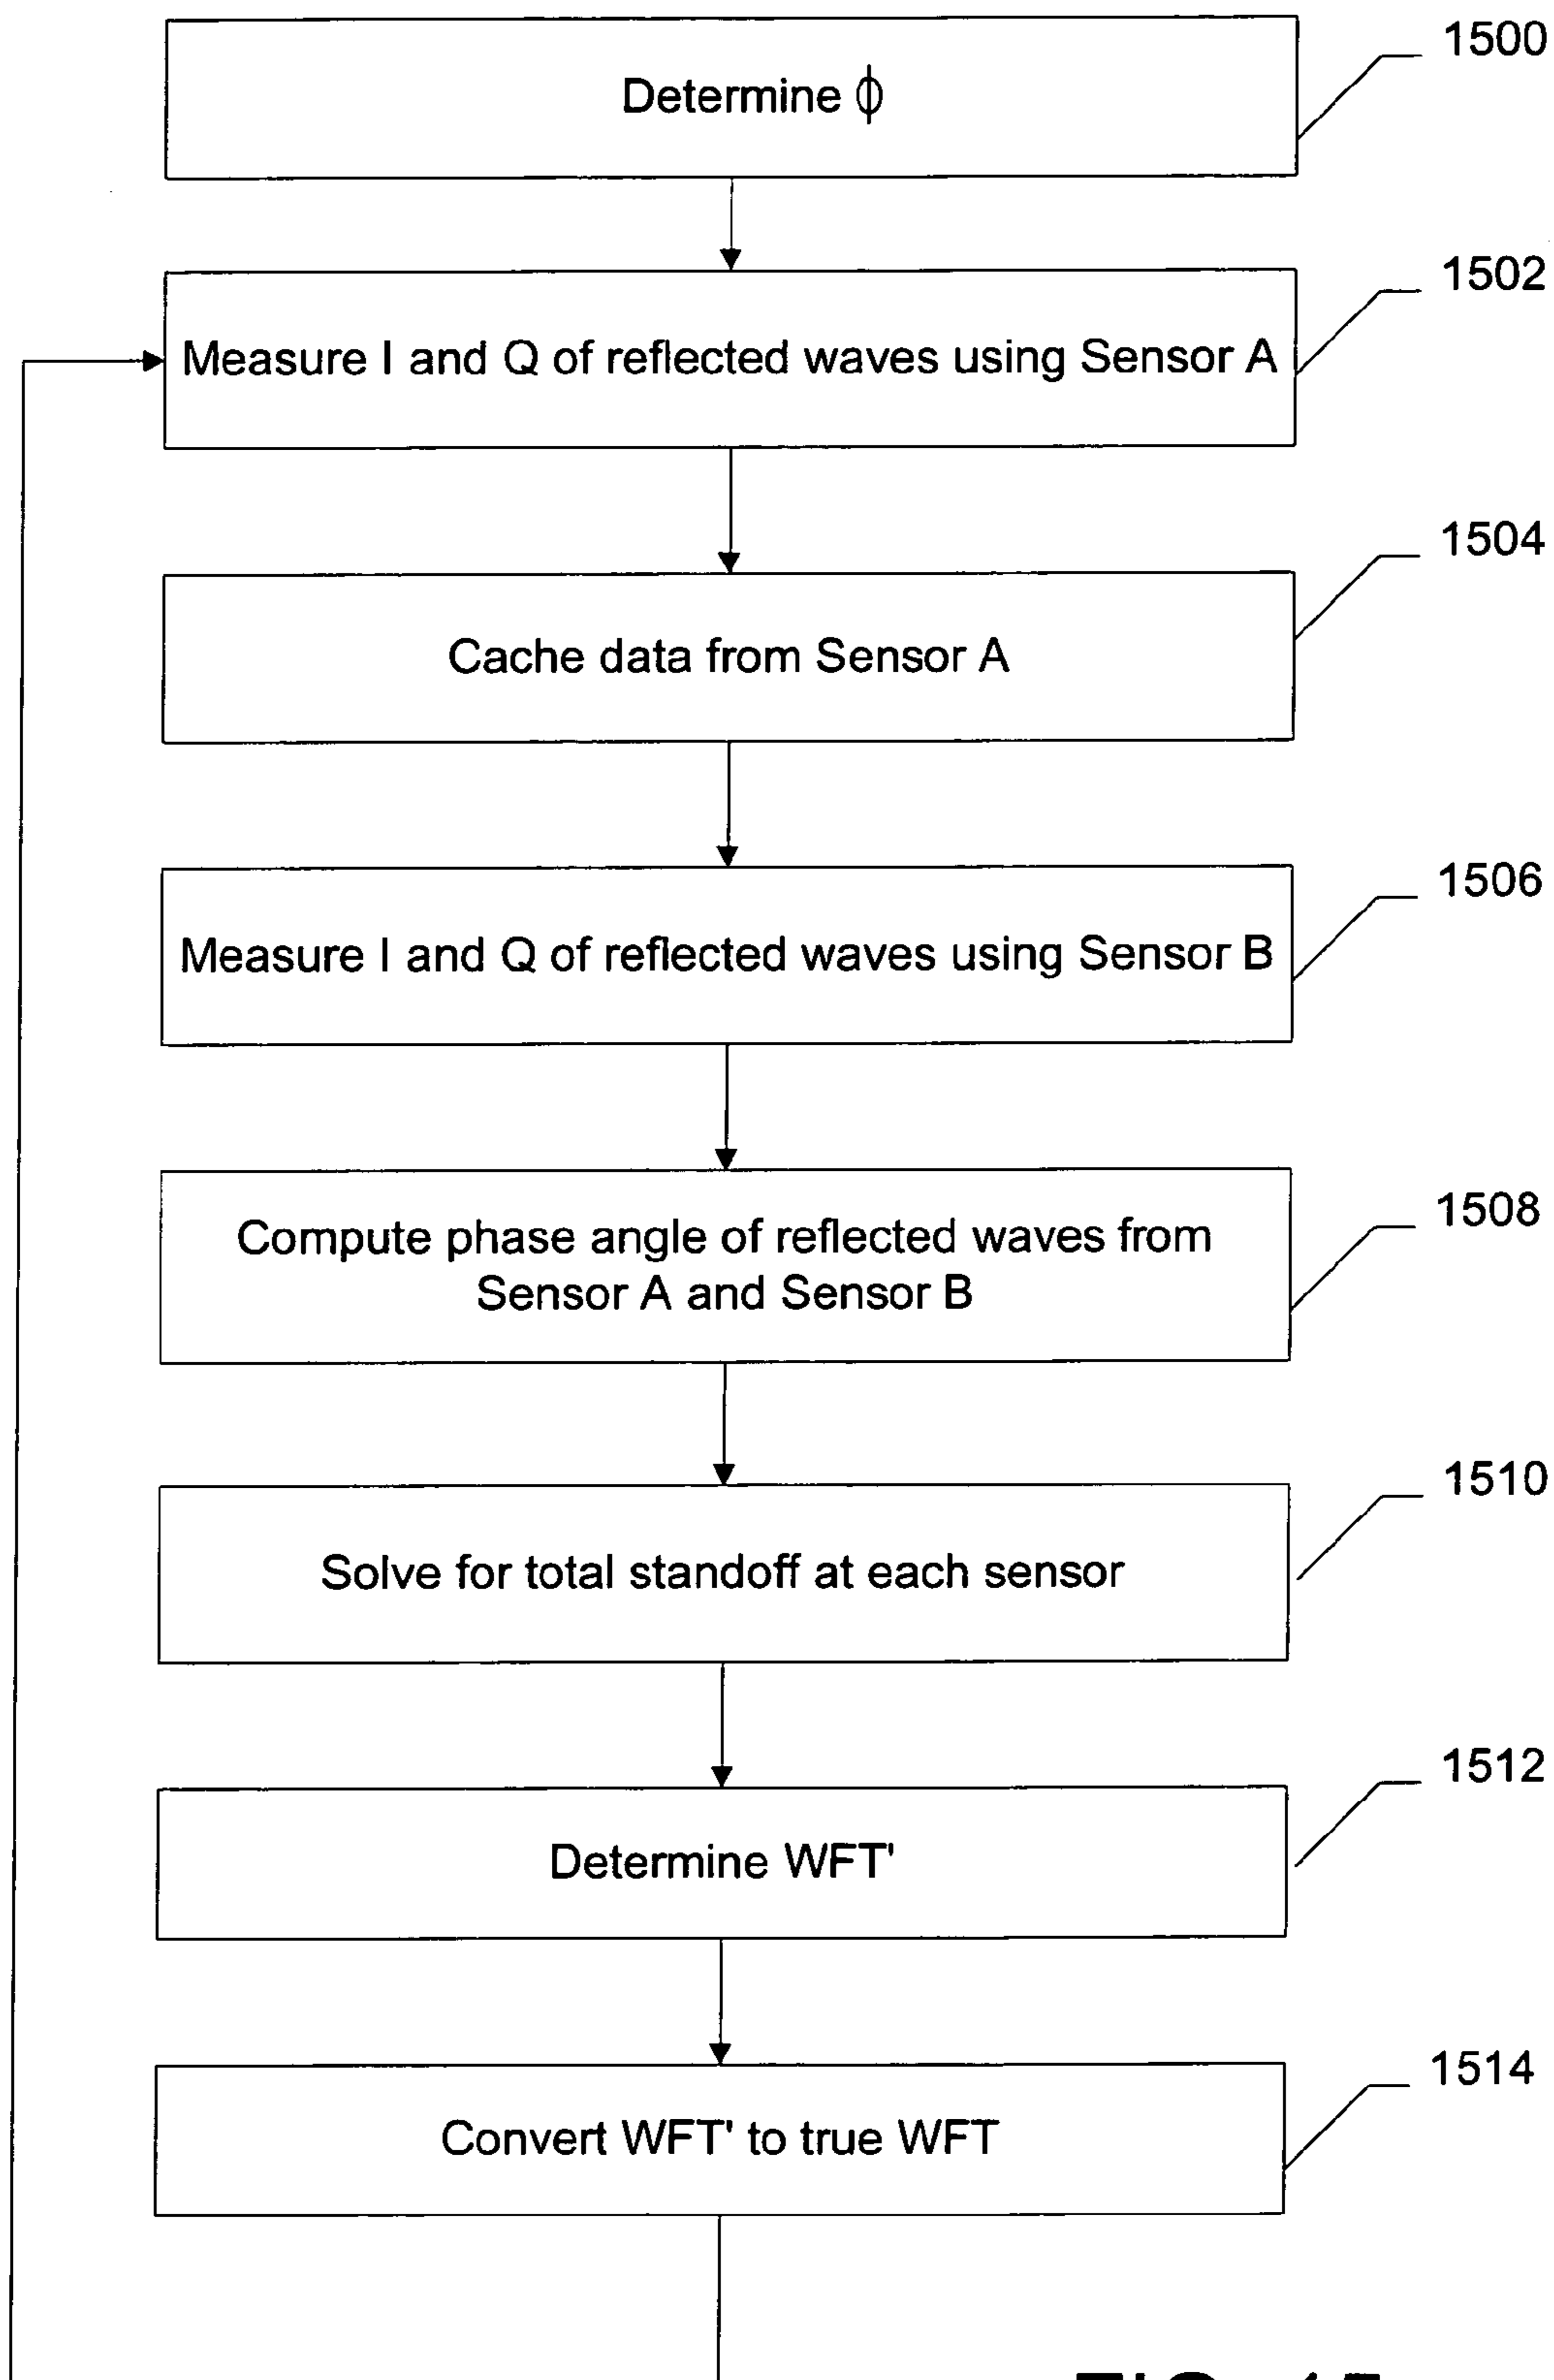 Determine ϕ
1500
Measure I and Q of reflected waves using Sensor A
1502
Cache data from Sensor A
1504
Measure I and Q of reflected waves using Sensor B
1506
Compute phase angle of reflected waves from
Sensor A and Sensor B
1508
Solve for total standoff at each sensor
1510
Determine WFT'
1512
Convert WFT' to true WFT
1514